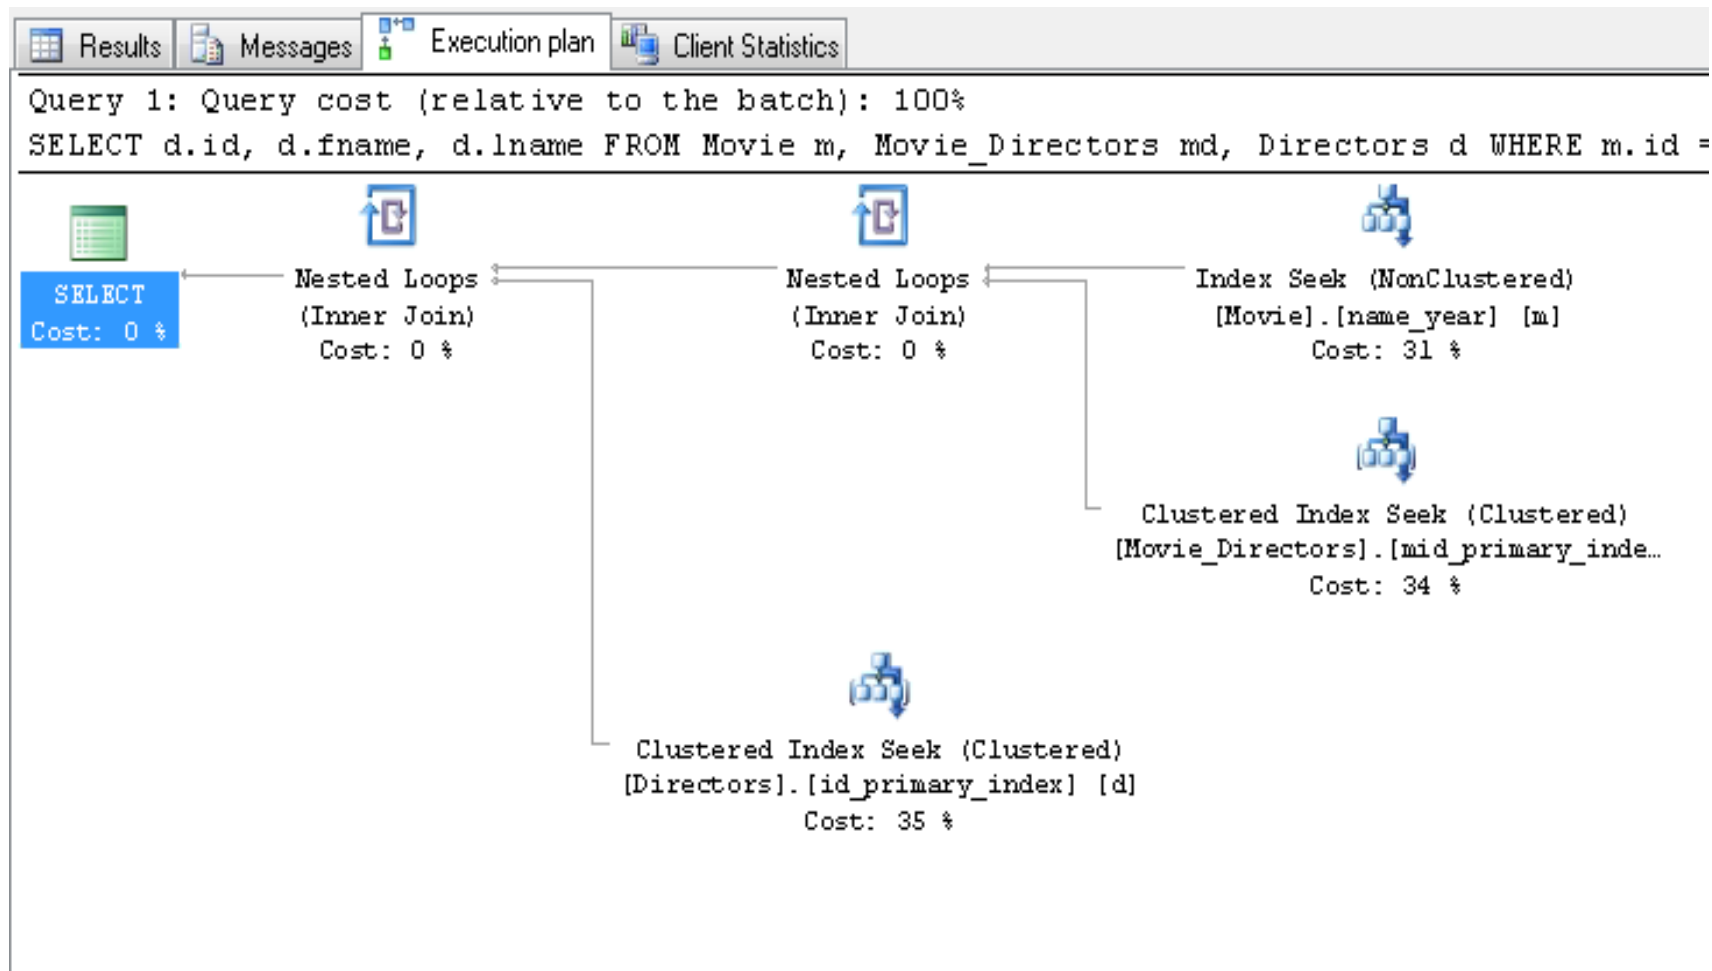 Results Messages Execution plan Client Statistics
Query 1: Query cost (relative to the batch): 100%
SELECT d.id, d.fname, d.lname FROM Movie m, Movie_Directors md, Directors d WHERE m.id =
SELECT
Cost: 0 %
Nested Loops
(Inner Join)
Cost: 0 %
Nested Loops
(Inner Join)
Cost: 0 %
Index Seek (NonClustered)
[Movie].[name_year] [m]
Cost: 31 %
Clustered Index Seek (Clustered)
[Movie_Directors].[mid_primary_inde…
Cost: 34 %
Clustered Index Seek (Clustered)
[Directors].[id_primary_index] [d]
Cost: 35 %